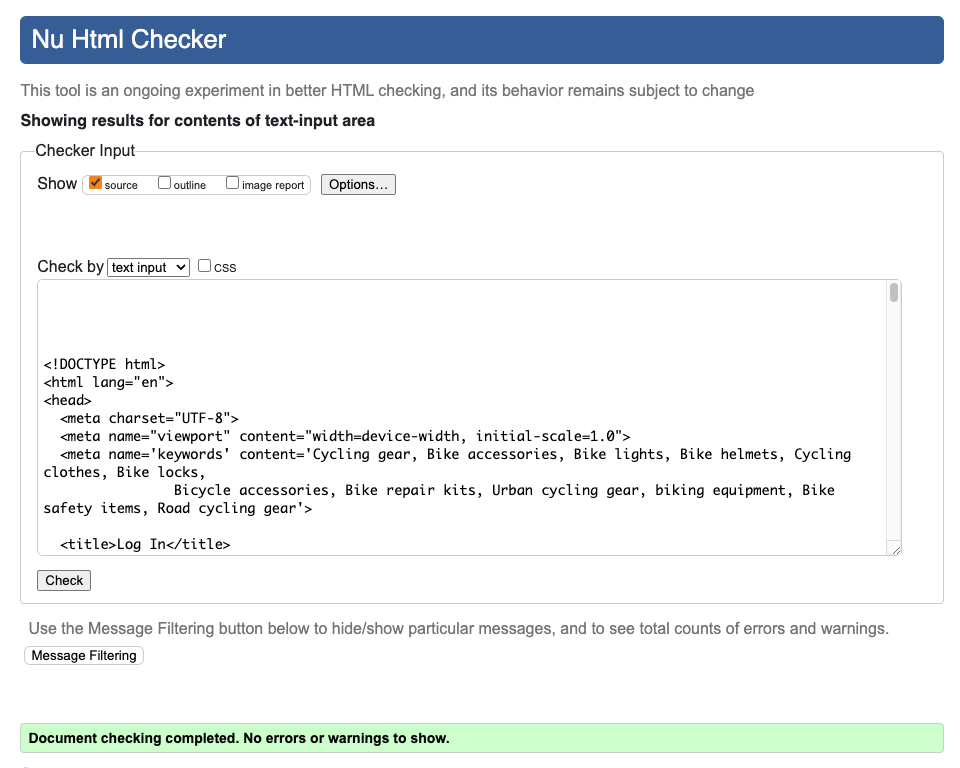 Nu Html Checker
This tool is an ongoing experiment in better HTML checking, and its behavior remains subject to change
Showing results for contents of text-input area
Checker Input
Show source outline image report Options…
Check by text input css
<!DOCTYPE html>
<html lang="en">
<head>
  <meta charset="UTF-8">
  <meta name="viewport" content="width=device-width, initial-scale=1.0">
  <meta name='keywords' content='Cycling gear, Bike accessories, Bike lights, Bike helmets, Cycling
clothes, Bike locks,
                Bicycle accessories, Bike repair kits, Urban cycling gear, biking equipment, Bike
safety items, Road cycling gear'>
  <title>Log In</title>
Check
Use the Message Filtering button below to hide/show particular messages, and to see total counts of errors and warnings.
Message Filtering
Document checking completed. No errors or warnings to show.